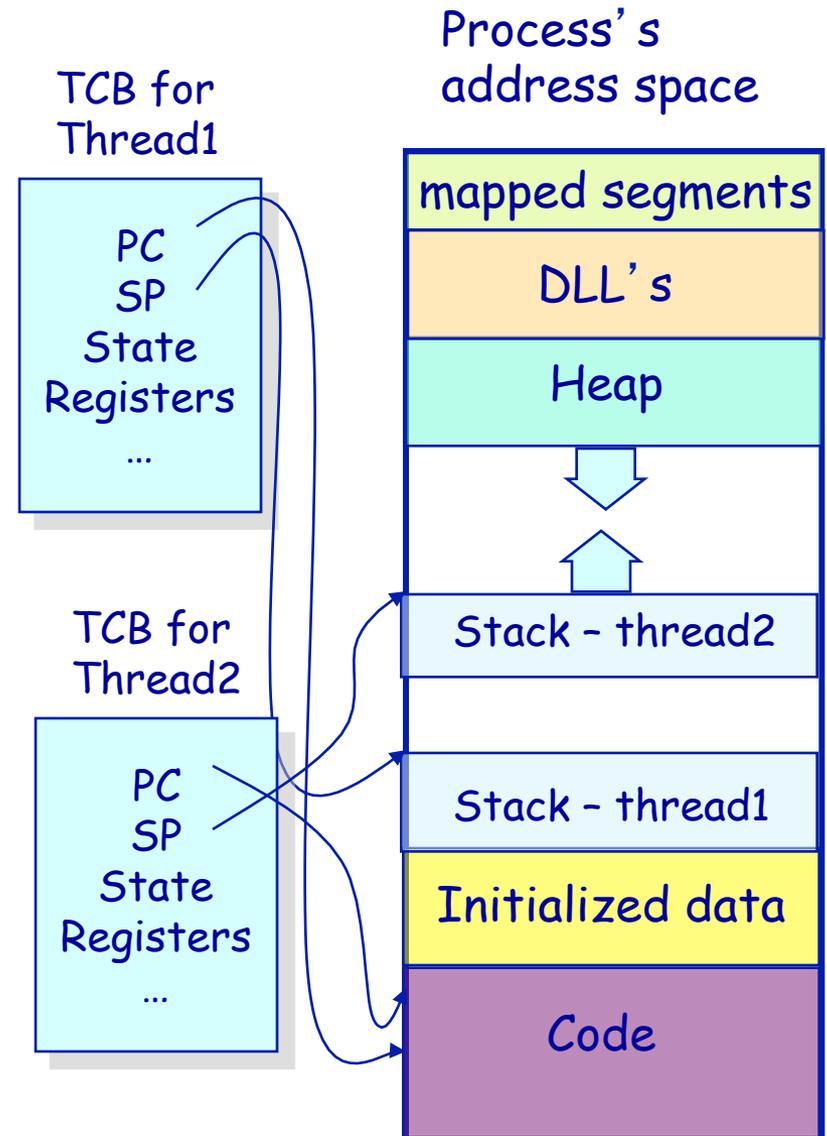 Process’s
address space
TCB for
Thread1
PC
SP
State
Registers
…
mapped segments
DLL’s
Heap
TCB for
Thread2
PC
SP
State
Registers
…
Stack – thread2
Stack – thread1
Initialized data
Code